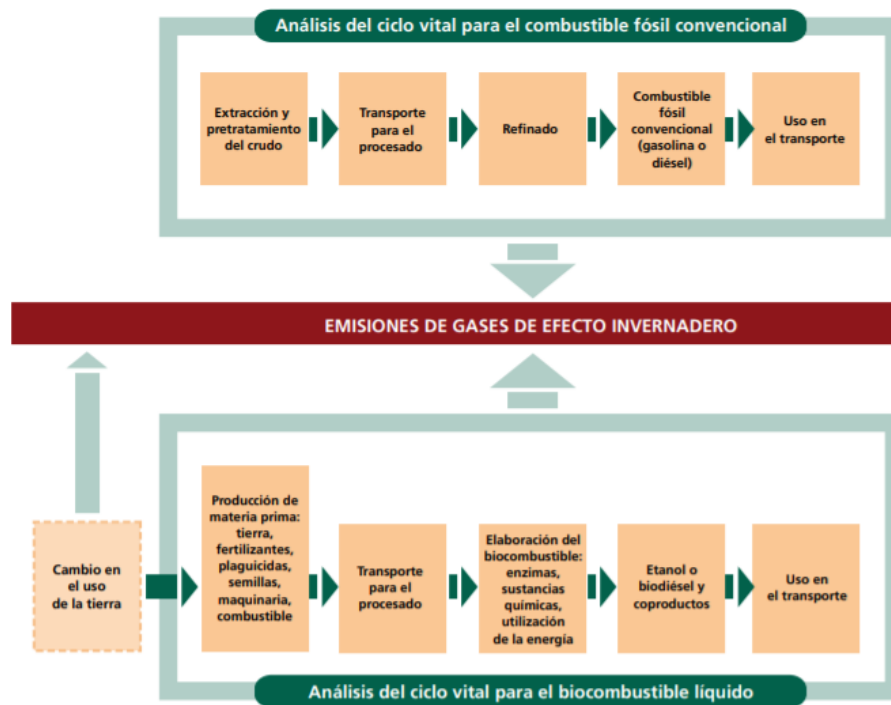 Análisis del ciclo vital para el combustible fósil convencional
Extracción y
pretratamiento
del crudo
Transporte
para el
procesado
Refinado
Combustible
fósil
convencional
(gasolina o
diésel)
Uso en
el transporte
EMISIONES DE GASES DE EFECTO INVERNADERO
Cambio en
el uso
de la tierra
Producción de
materia prima:
tierra,
fertilizantes,
plaguicidas,
semillas,
maquinaria,
combustible
Transporte
para el
procesado
Elaboración del
biocombustible:
enzimas,
sustancias
químicas,
utilización
de la energía
Etanol o
biodiésel y
coproductos
Uso en
el transporte
Análisis del ciclo vital para el biocombustible líquido